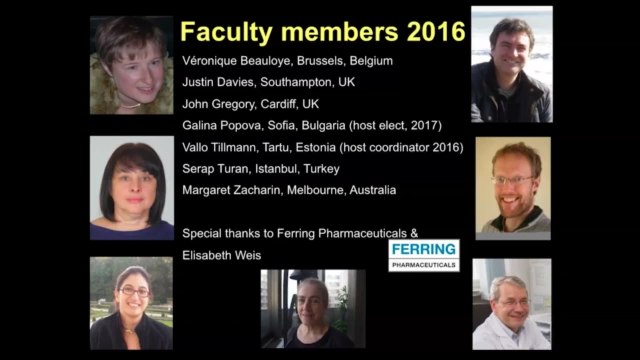 Faculty members 2016
Véronique Beauloye, Brussels, Belgium
Justin Davies, Southampton, UK
John Gregory, Cardiff, UK
Galina Popova, Sofia, Bulgaria (host elect, 2017)
Vallo Tillmann, Tartu, Estonia (host coordinator 2016)
Serap Turan, Istanbul, Turkey
Margaret Zacharin, Melbourne, Australia
Special thanks to Ferring Pharmaceuticals &
Elisabeth Weis
FERRING
PHARMACEUTICALS